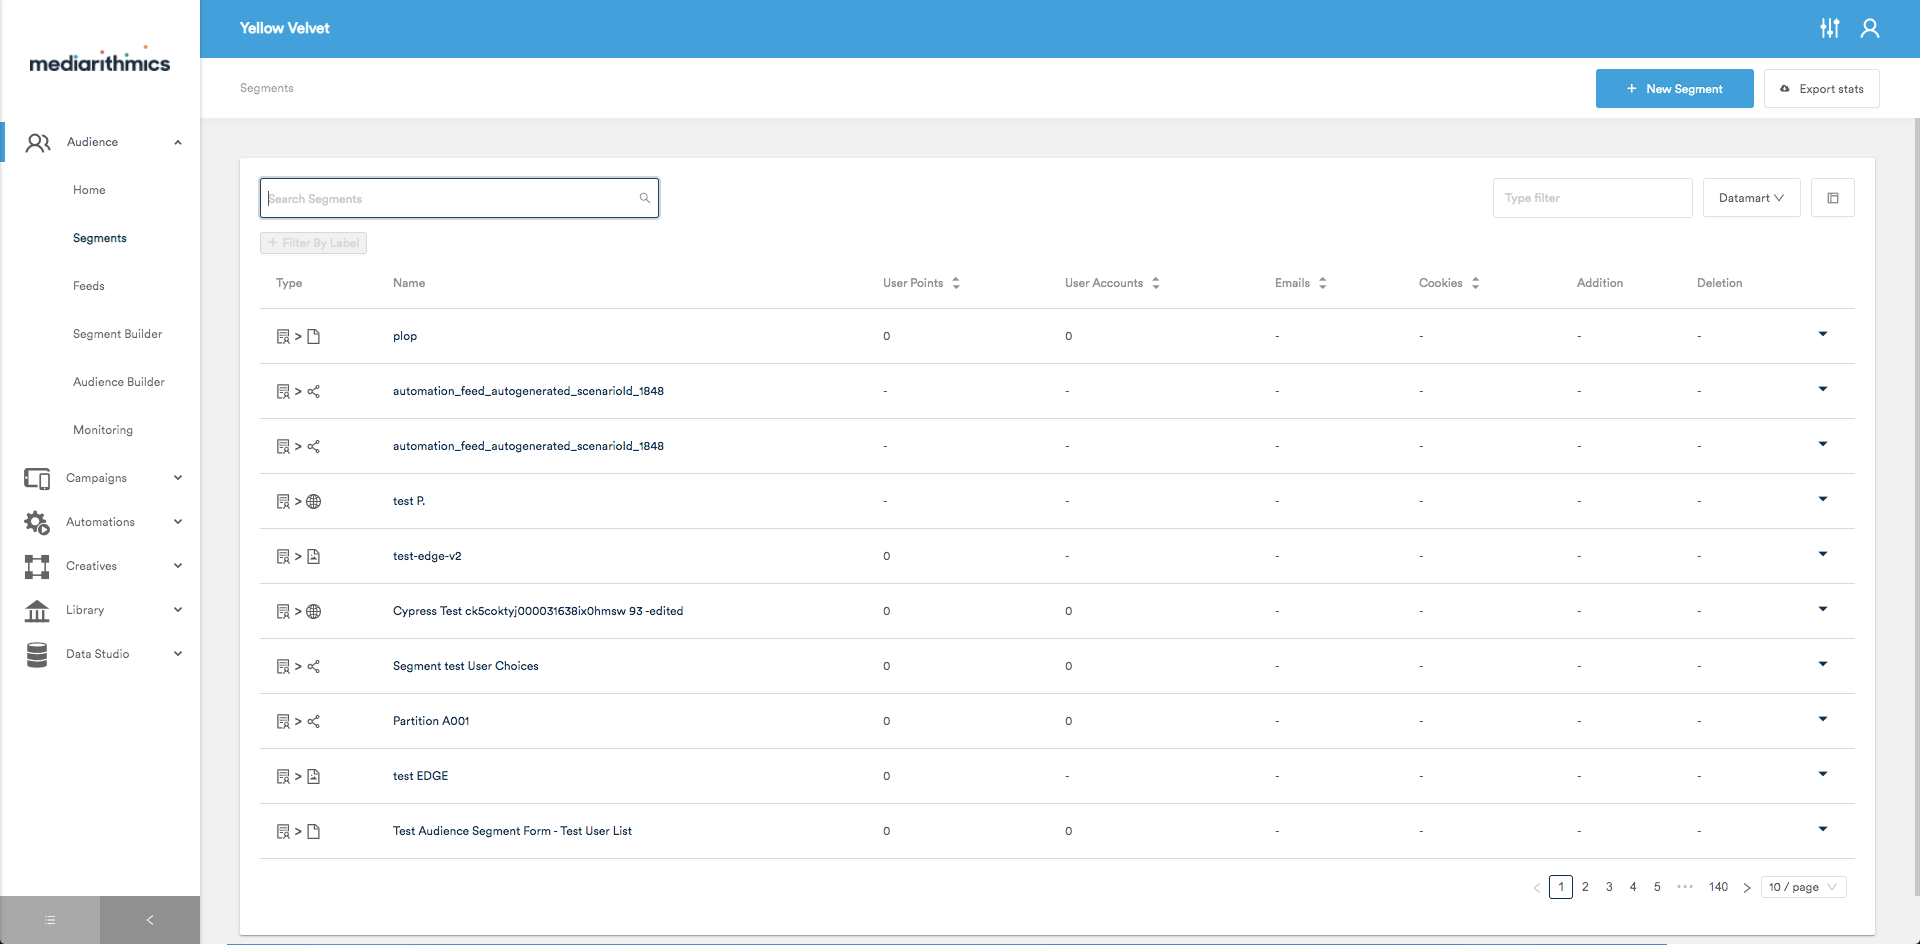 Yellow Velvet
mediarithmics
Segments
+ New Segment
Export stats
Audience
Home
Segments
Feeds
Segment Builder
Audience Builder
Monitoring
Campaigns
Automations
Creatives
Library
Data Studio
Search Segments
Type filter
Datamart
+ Filter By Label
Type Name User Points User Accounts Emails Cookies Addition Deletion
> plop 0 0 - - - -
> automation_feed_autogenerated_scenarioId_1848 - - - - - -
> automation_feed_autogenerated_scenarioId_1848 - - - - - -
> test P. - - - - - -
> test-edge-v2 0 - - - - -
> Cypress Test ck5coktyj000031638ix0hmsw 93 -edited 0 0 - - - -
> Segment test User Choices 0 0 - - - -
> Partition A001 0 0 - - - -
> test EDGE 0 - - - - -
> Test Audience Segment Form - Test User List 0 0 - - - -
< 1 2 3 4 5 ••• 140 > 10 / page